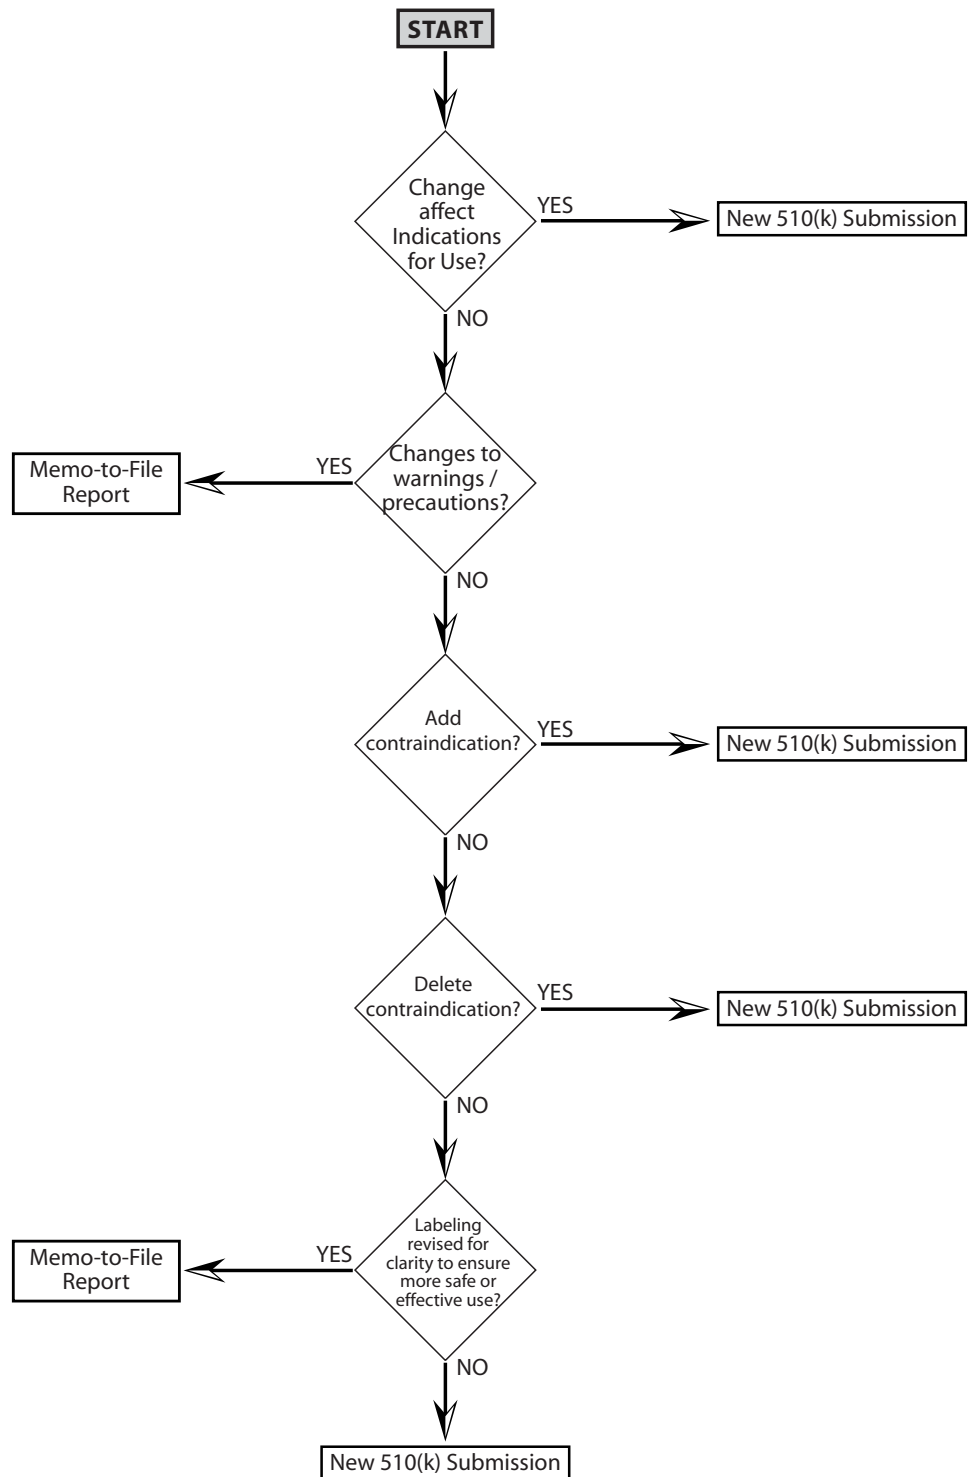 START
Change
affect
Indications
for Use?
YES
New 510(k) Submission
NO
Changes to
warnings /
precautions?
YES
Memo-to-File
Report
NO
Add
contraindication?
YES
New 510(k) Submission
NO
Delete
contraindication?
YES
New 510(k) Submission
NO
Labeling
revised for
clarity to ensure
more safe or
effective use?
YES
Memo-to-File
Report
NO
New 510(k) Submission